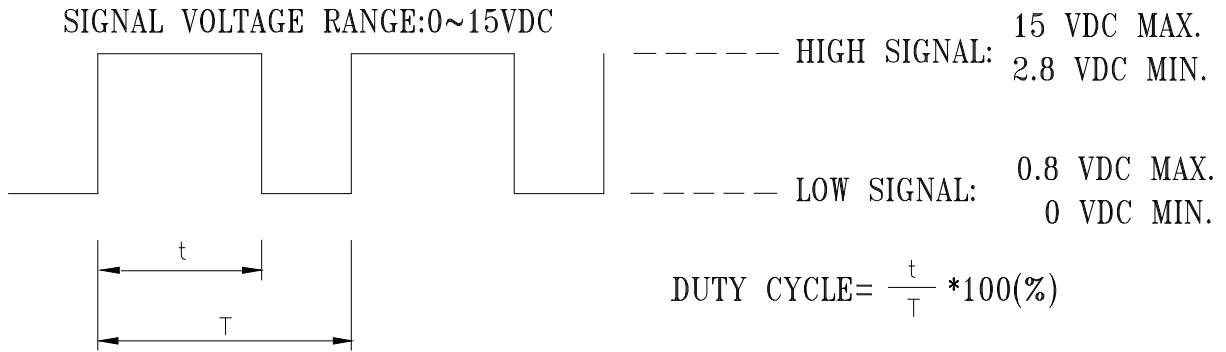 SIGNAL VOLTAGE RANGE:0~15VDC
HIGH SIGNAL: 15 VDC MAX.
2.8 VDC MIN.
LOW SIGNAL: 0.8 VDC MAX.
0 VDC MIN.
t
T
DUTY CYCLE= t/T *100(%)